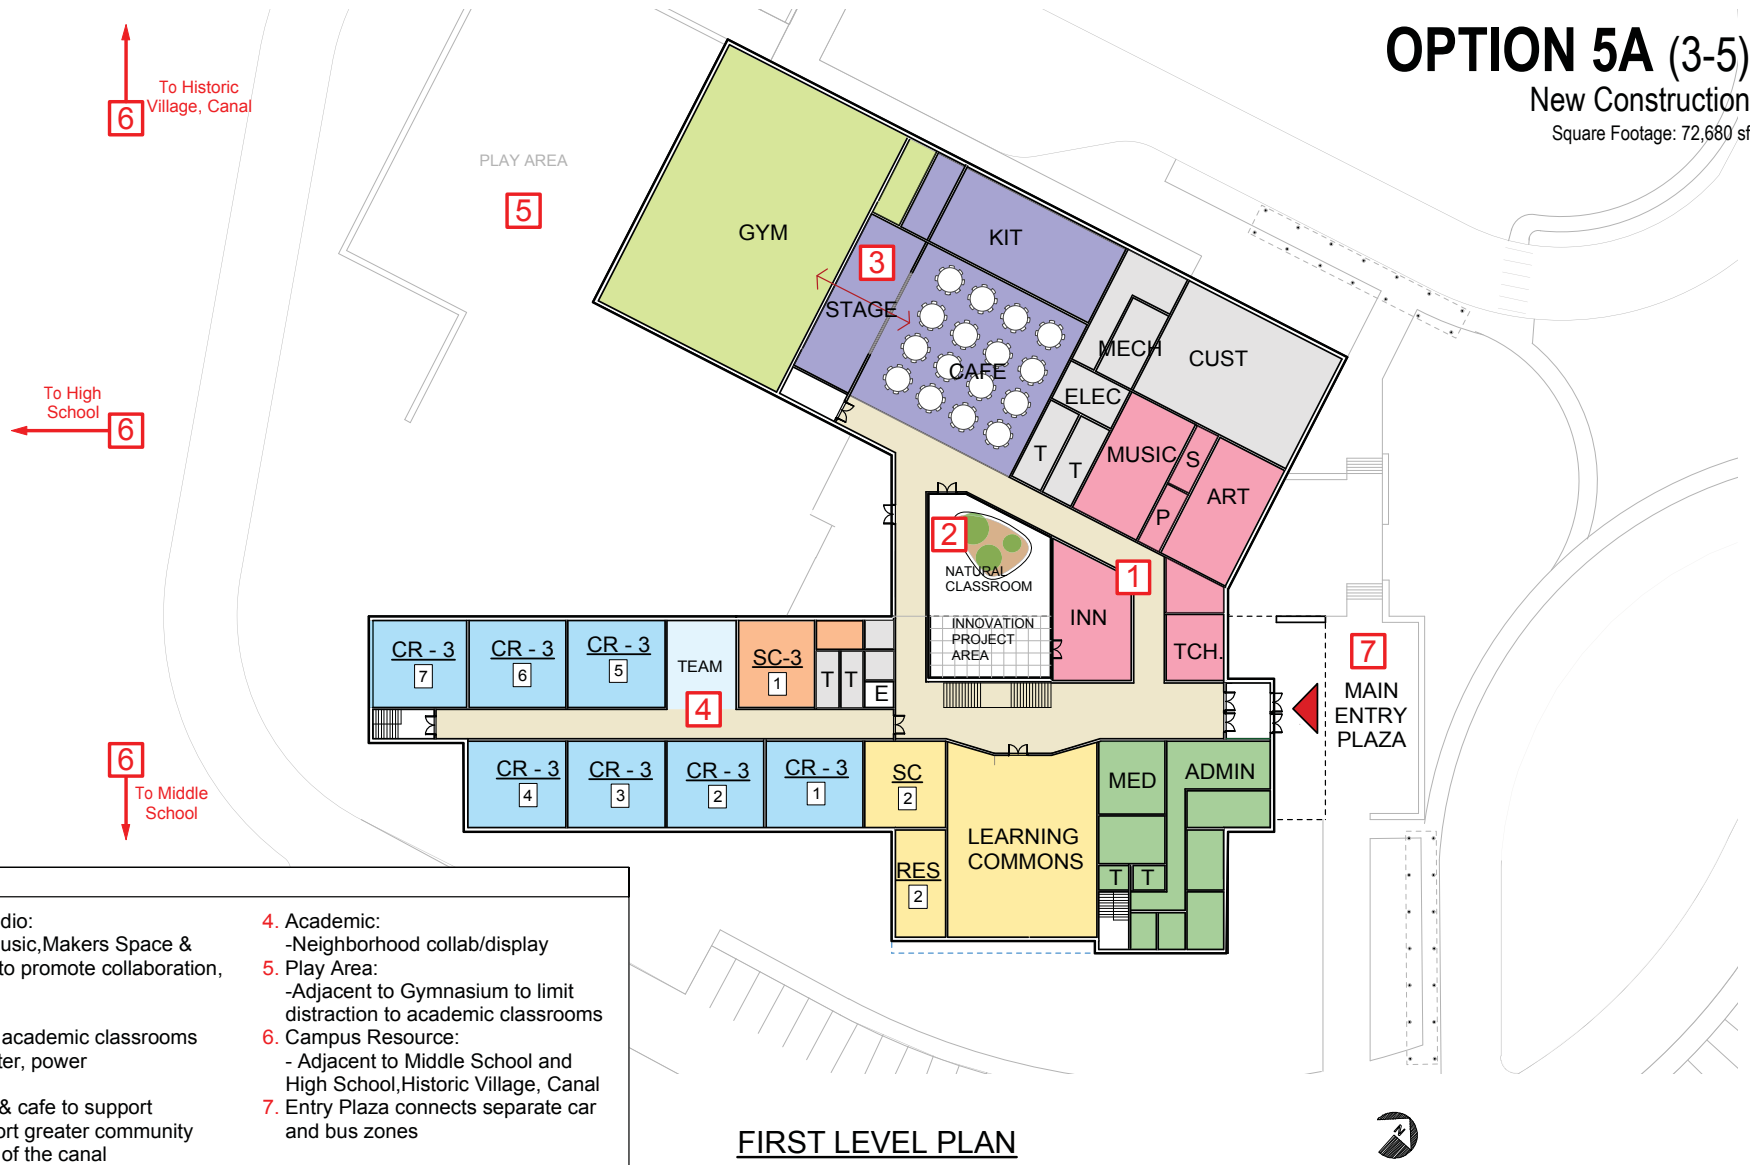 OPTION 5A (3-5)
New Construction
Square Footage: 72,680 sf
To Historic
Village, Canal
6
PLAY AREA
5
GYM
3
KIT
STAGE
CAFE
MECH
CUST
ELEC
T
T
MUSIC
S
P
ART
To High
School
6
2
NATURAL
CLASSROOM
INNOVATION
PROJECT
AREA
INN
1
TCH.
7
MAIN
ENTRY
PLAZA
CR - 3
7
CR - 3
6
CR - 3
5
TEAM
4
SC-3
1
T
T
E
6
To Middle
School
CR - 3
4
CR - 3
3
CR - 3
2
CR - 3
1
SC
2
RES
2
LEARNING
COMMONS
MED
ADMIN
T
T
dio:
usic,Makers Space &
to promote collaboration,
academic classrooms
ter, power
& cafe to support
ort greater community
of the canal
4. Academic:
-Neighborhood collab/display
5. Play Area:
-Adjacent to Gymnasium to limit
distraction to academic classrooms
6. Campus Resource:
- Adjacent to Middle School and
High School,Historic Village, Canal
7. Entry Plaza connects separate car
and bus zones
FIRST LEVEL PLAN
N